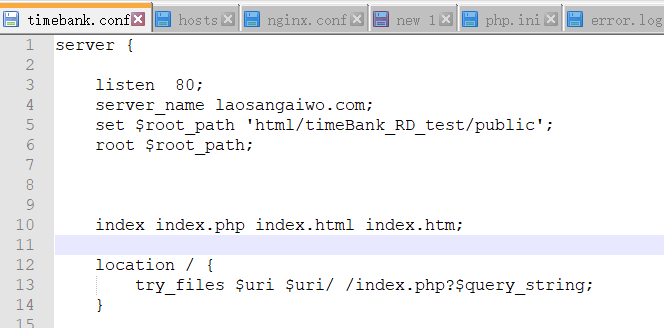 timebank.conf hosts nginx.conf new 1 php.ini error.log
1 server {
2
3 listen  80;
4 server_name laosangaiwo.com;
5 set $root_path 'html/timeBank_RD_test/public';
6 root $root_path;
7
8
9
10 index index.php index.html index.htm;
11
12 location / {
13 try_files $uri $uri/ /index.php?$query_string;
14 }
15